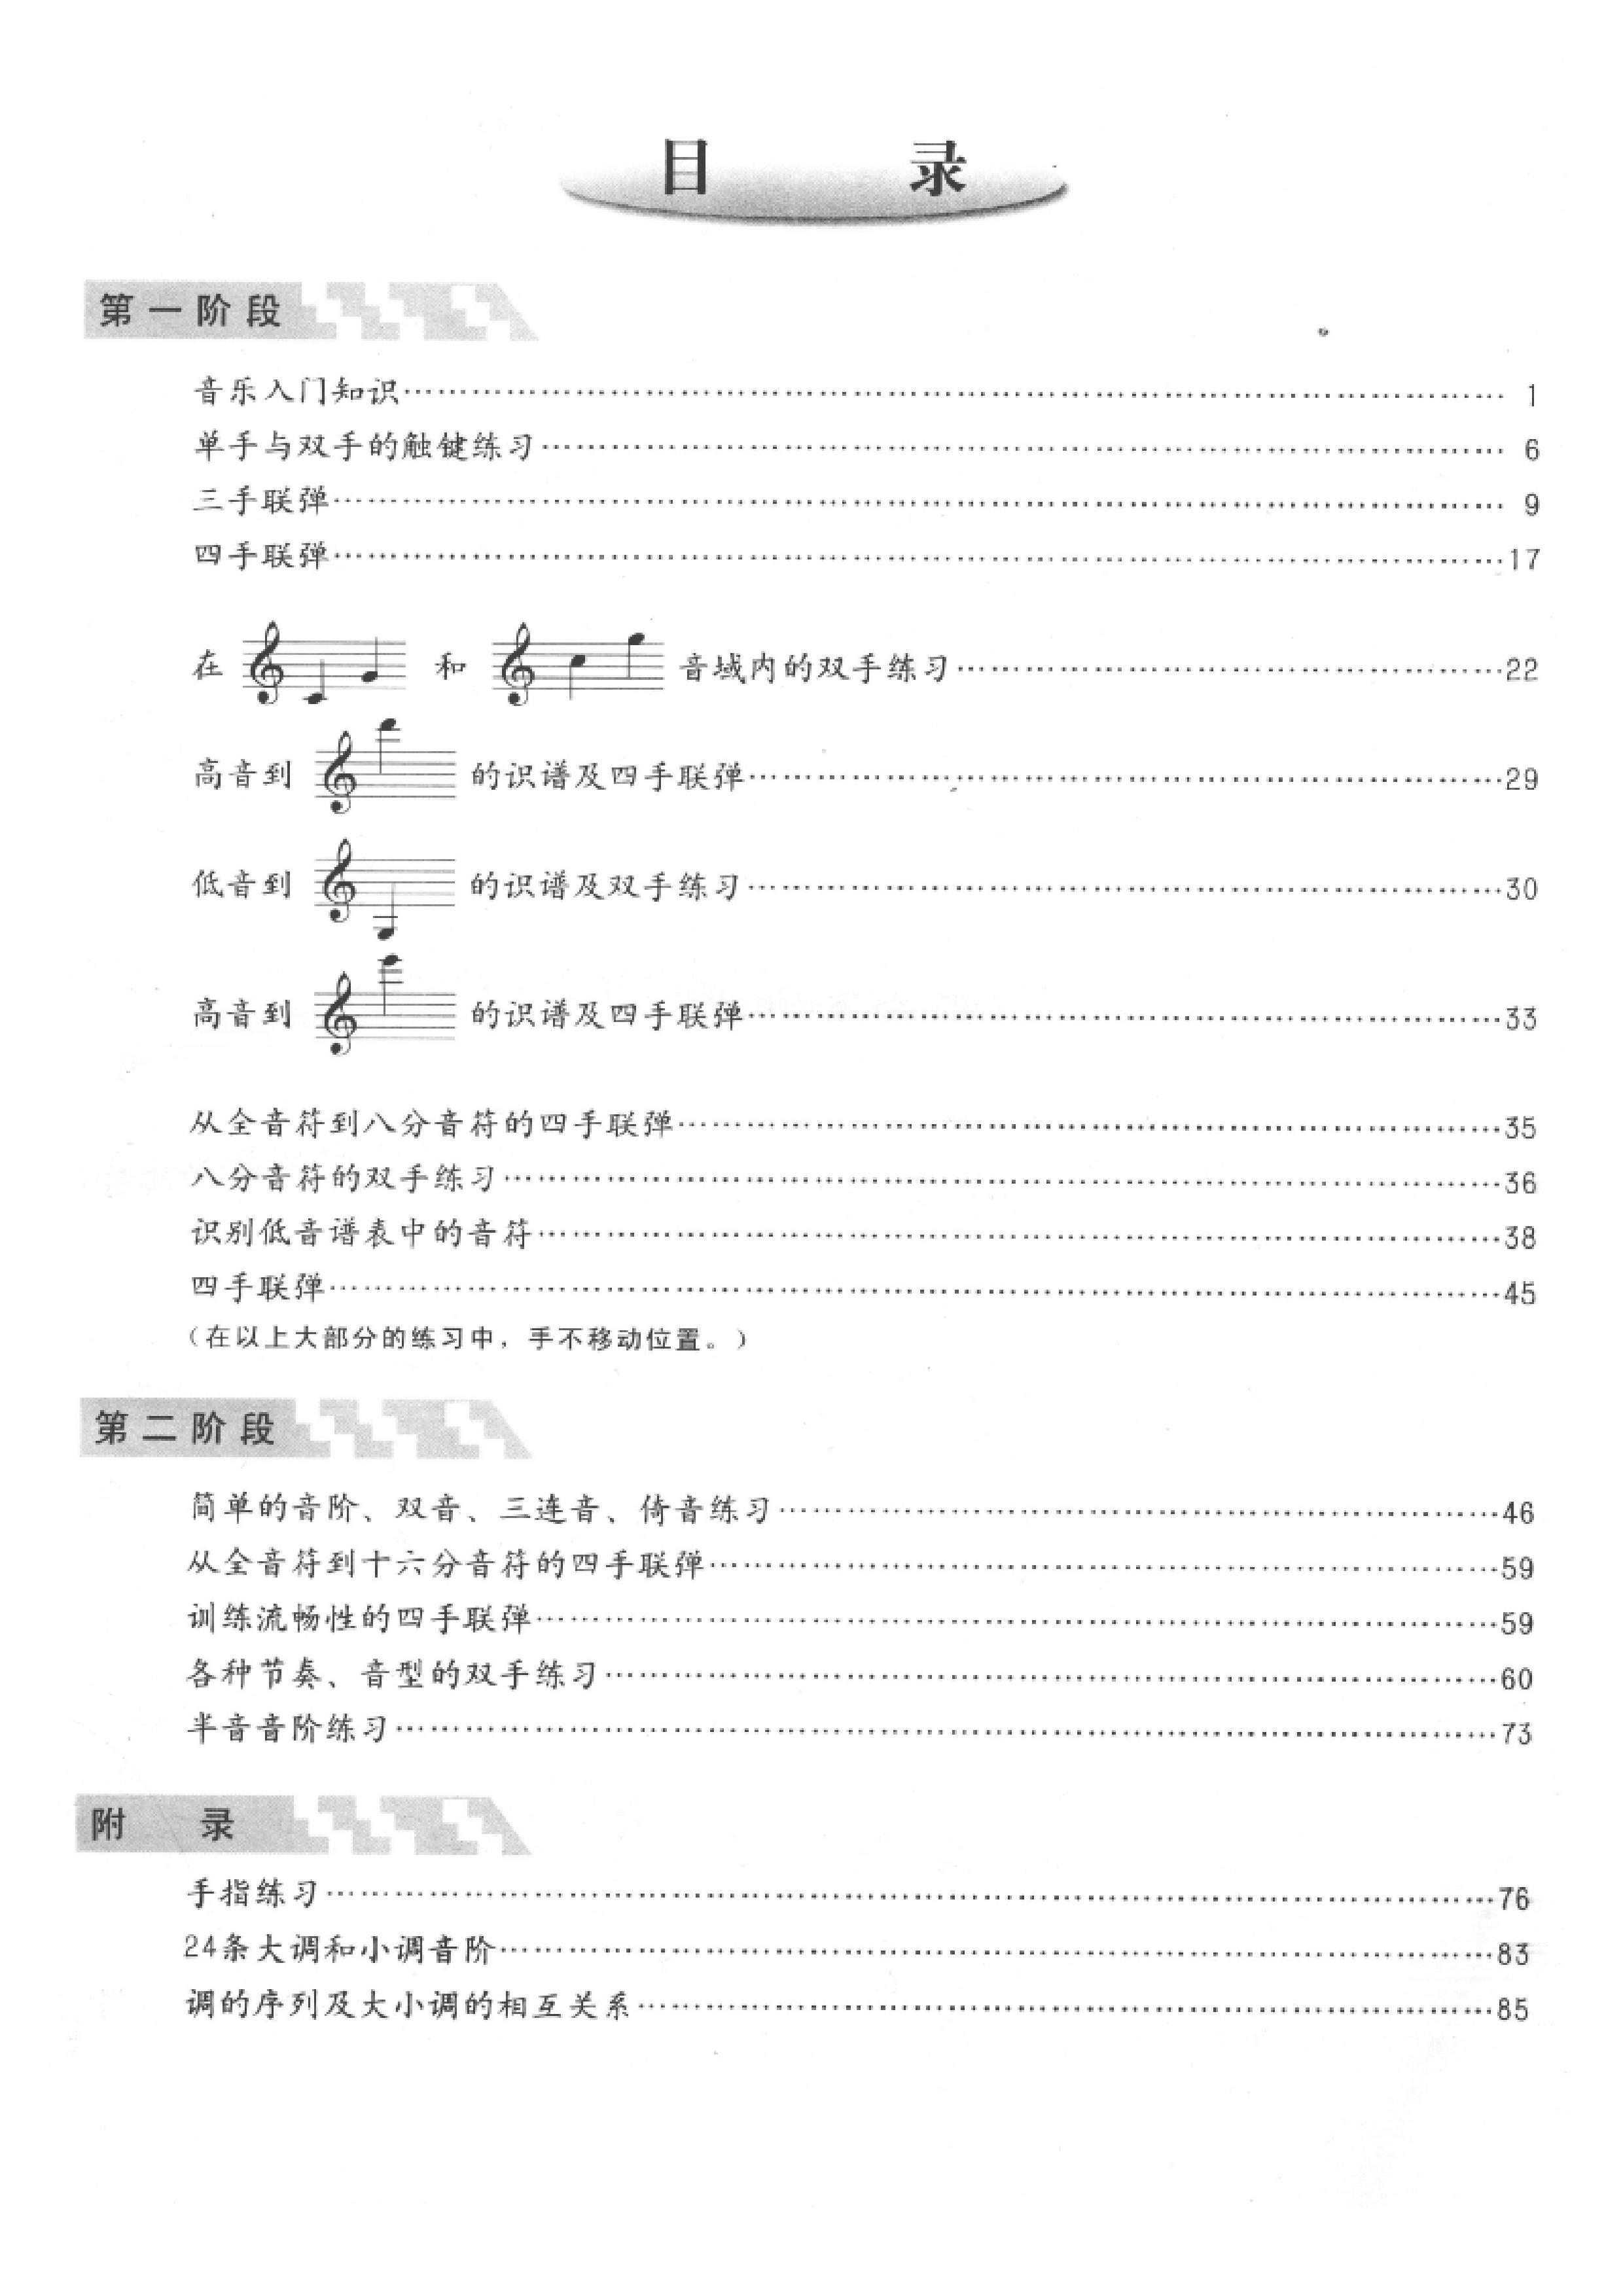 目 录
第一阶段
音乐入门知识……1
单手与双手的触键练习……6
三手联弹……9
四手联弹……17
在 和 音域内的双手练习……22
高音到 的识谱及四手联弹……29
低音到 的识谱及双手练习……30
高音到 的识谱及四手联弹……33
从全音符到八分音符的四手联弹……35
八分音符的双手练习……36
识别低音谱表中的音符……38
四手联弹……45
（在以上大部分的练习中，手不移动位置。）
第二阶段
简单的音阶、双音、三连音、倚音练习……46
从全音符到十六分音符的四手联弹……59
训练流畅性的四手联弹……59
各种节奏、音型的双手练习……60
半音音阶练习……73
附 录
手指练习……76
24条大调和小调音阶……83
调的序列及大小调的相互关系……85